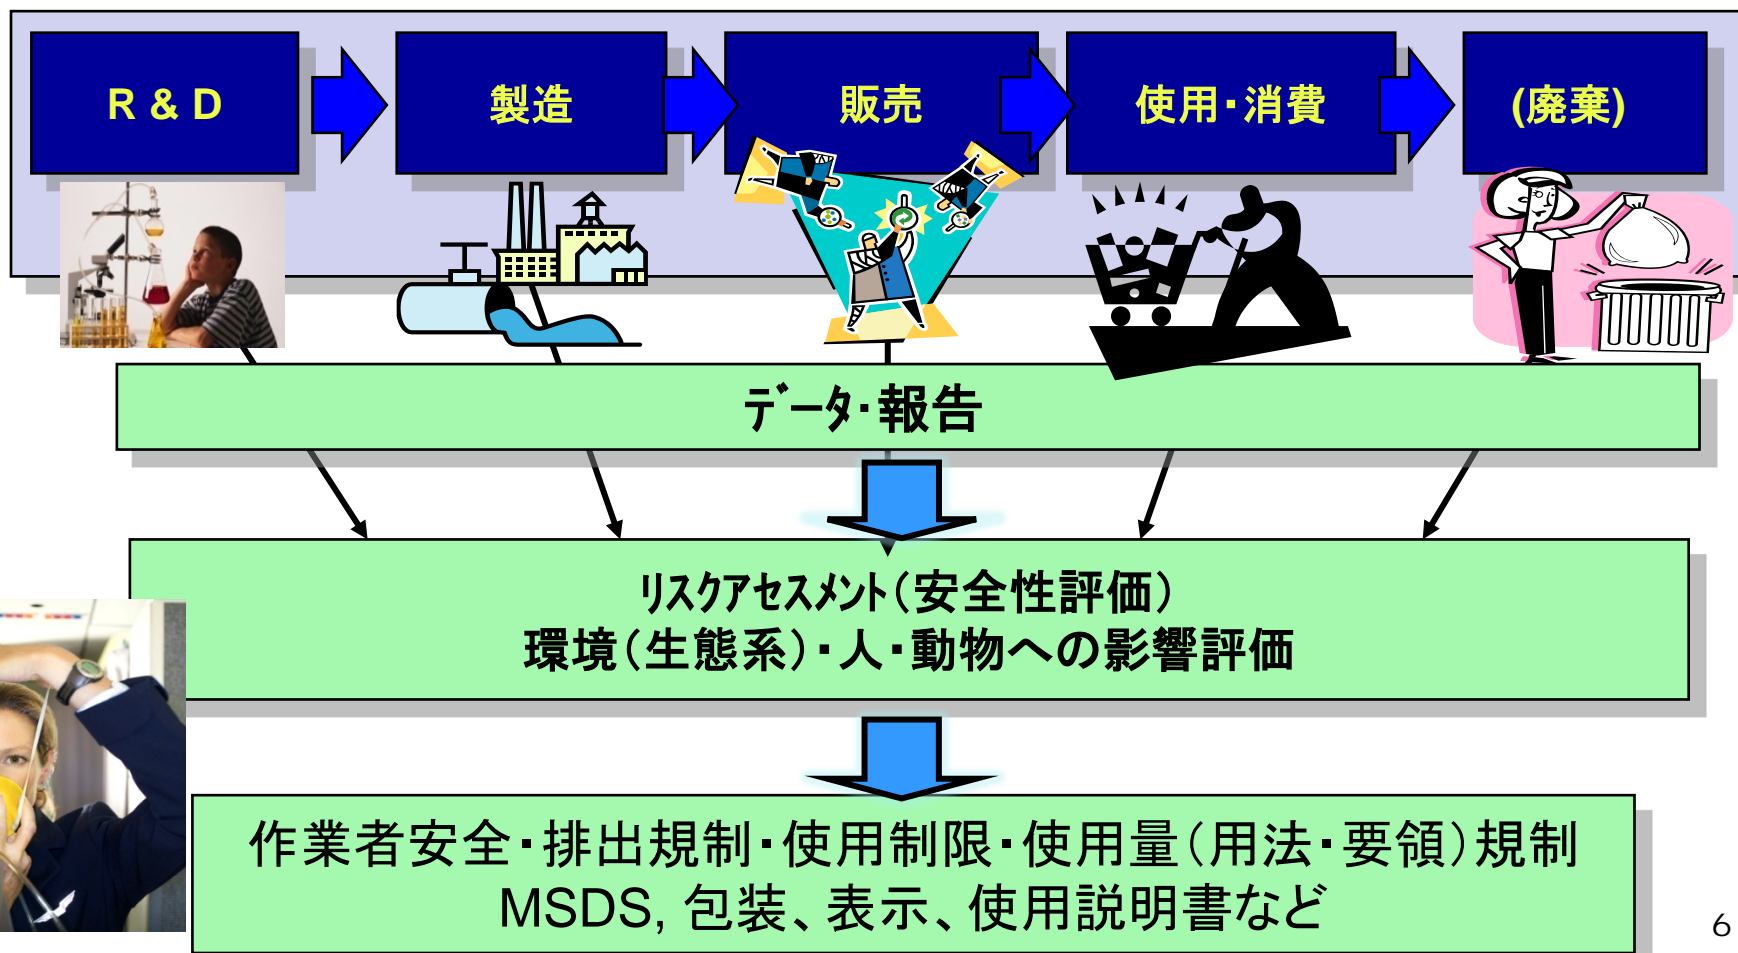 R & D
製造
販売
使用・消費
(廃棄)
ﾃﾞｰﾀ・報告
ﾘｽｸｱｾｽﾒﾝﾄ（安全性評価）
環境（生態系）・人・動物への影響評価
作業者安全・排出規制・使用制限・使用量（用法・要領）規制
MSDS, 包装、表示、使用説明書など
6